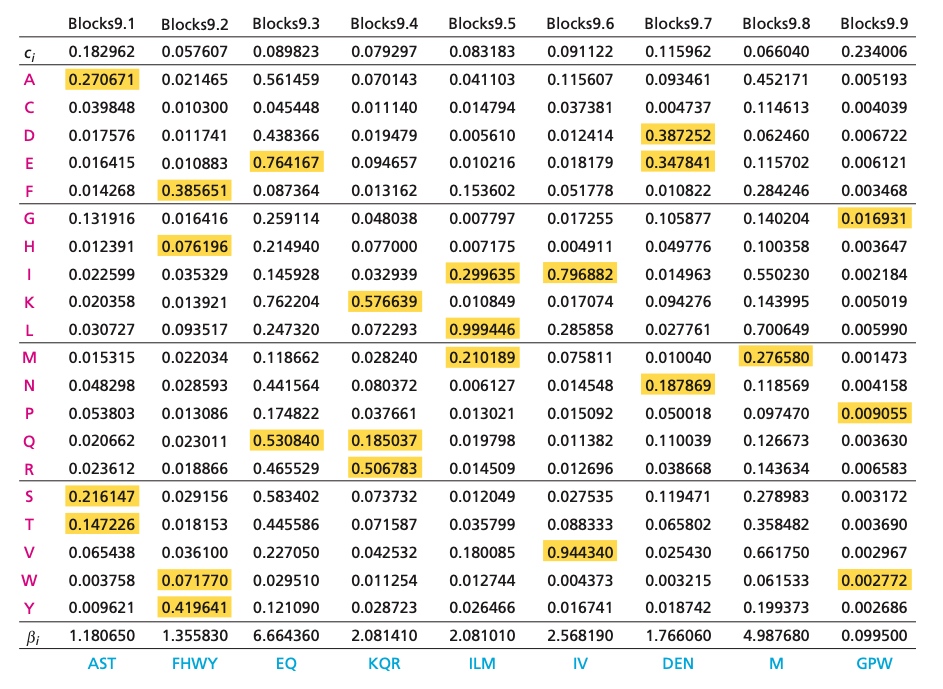 Blocks9.1 Blocks9.2 Blocks9.3 Blocks9.4 Blocks9.5 Blocks9.6 Blocks9.7 Blocks9.8 Blocks9.9
ci 0.182962 0.057607 0.089823 0.079297 0.083183 0.091122 0.115962 0.066040 0.234006
A 0.270671 0.021465 0.561459 0.070143 0.041103 0.115607 0.093461 0.452171 0.005193
C 0.039848 0.010300 0.045448 0.011140 0.014794 0.037381 0.004737 0.114613 0.004039
D 0.017576 0.011741 0.438366 0.019479 0.005610 0.012414 0.387252 0.062460 0.006722
E 0.016415 0.010883 0.764167 0.094657 0.010216 0.018179 0.347841 0.115702 0.006121
F 0.014268 0.385651 0.087364 0.013162 0.153602 0.051778 0.010822 0.284246 0.003468
G 0.131916 0.016416 0.259114 0.048038 0.007797 0.017255 0.105877 0.140204 0.016931
H 0.012391 0.076196 0.214940 0.077000 0.007175 0.004911 0.049776 0.100358 0.003647
I 0.022599 0.035329 0.145928 0.032939 0.299635 0.796882 0.014963 0.550230 0.002184
K 0.020358 0.013921 0.762204 0.576639 0.010849 0.017074 0.094276 0.143995 0.005019
L 0.030727 0.093517 0.247320 0.072293 0.999446 0.285858 0.027761 0.700649 0.005990
M 0.015315 0.022034 0.118662 0.028240 0.210189 0.075811 0.010040 0.276580 0.001473
N 0.048298 0.028593 0.441564 0.080372 0.006127 0.014548 0.187869 0.118569 0.004158
P 0.053803 0.013086 0.174822 0.037661 0.013021 0.015092 0.050018 0.097470 0.009055
Q 0.020662 0.023011 0.530840 0.185037 0.019798 0.011382 0.110039 0.126673 0.003630
R 0.023612 0.018866 0.465529 0.506783 0.014509 0.012696 0.038668 0.143634 0.006583
S 0.216147 0.029156 0.583402 0.073732 0.012049 0.027535 0.119471 0.278983 0.003172
T 0.147226 0.018153 0.445586 0.071587 0.035799 0.088333 0.065802 0.358482 0.003690
V 0.065438 0.036100 0.227050 0.042532 0.180085 0.944340 0.025430 0.661750 0.002967
W 0.003758 0.071770 0.029510 0.011254 0.012744 0.004373 0.003215 0.061533 0.002772
Y 0.009621 0.419641 0.121090 0.028723 0.026466 0.016741 0.018742 0.199373 0.002686
βi 1.180650 1.355830 6.664360 2.081410 2.081010 2.568190 1.766060 4.987680 0.099500
AST FHWY EQ KQR ILM IV DEN M GPW